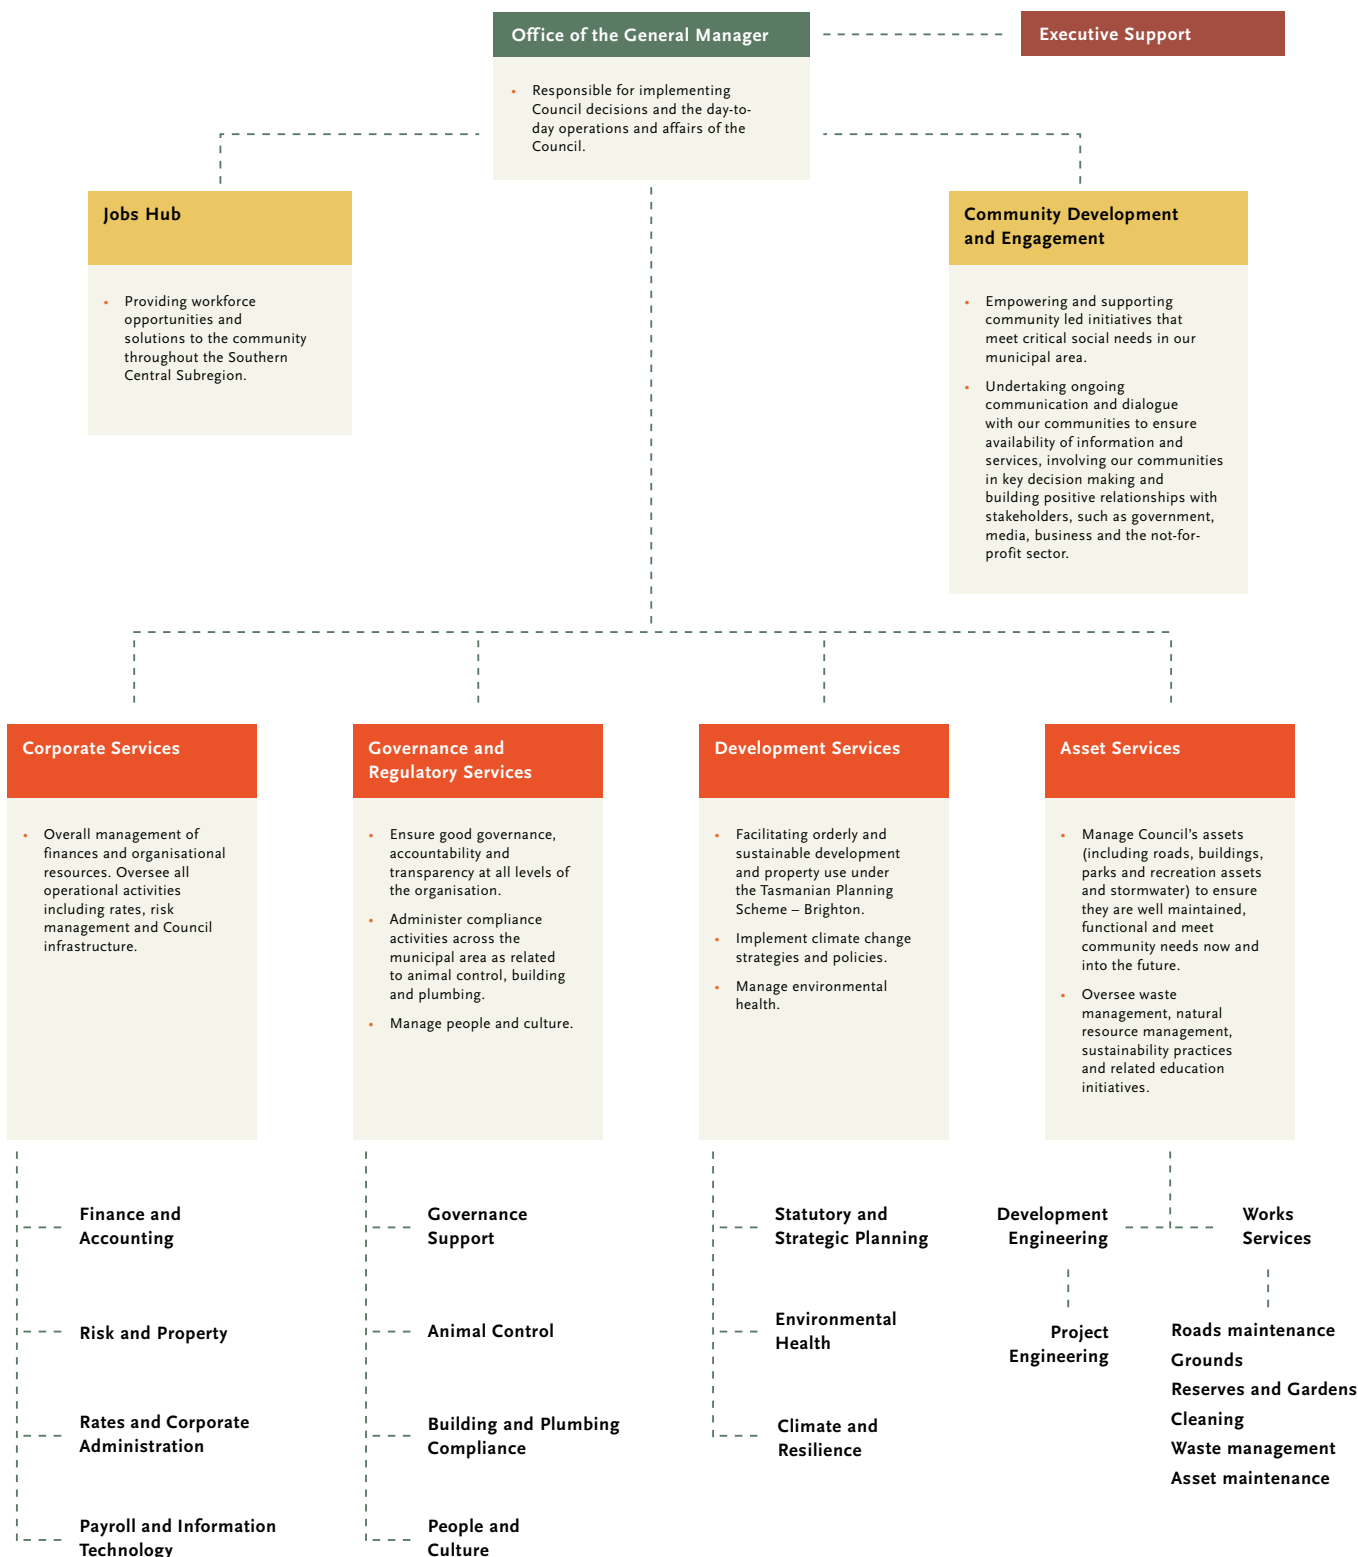 Office of the General Manager
Executive Support
• Responsible for implementing
Council decisions and the day-to-
day operations and affairs of the
Council.
Jobs Hub
• Providing workforce
opportunities and
solutions to the community
throughout the Southern
Central Subregion.
Community Development
and Engagement
• Empowering and supporting
community led initiatives that
meet critical social needs in our
municipal area.
• Undertaking ongoing
communication and dialogue
with our communities to ensure
availability of information and
services, involving our communities
in key decision making and
building positive relationships with
stakeholders, such as government,
media, business and the not-for-
profit sector.
Corporate Services
• Overall management of
finances and organisational
resources. Oversee all
operational activities
including rates, risk
management and Council
infrastructure.
Governance and
Regulatory Services
• Ensure good governance,
accountability and
transparency at all levels of
the organisation.
• Administer compliance
activities across the
municipal area as related
to animal control, building
and plumbing.
• Manage people and culture.
Development Services
• Facilitating orderly and
sustainable development
and property use under
the Tasmanian Planning
Scheme – Brighton.
• Implement climate change
strategies and policies.
• Manage environmental
health.
Asset Services
• Manage Council’s assets
(including roads, buildings,
parks and recreation assets
and stormwater) to ensure
they are well maintained,
functional and meet
community needs now and
into the future.
• Oversee waste
management, natural
resource management,
sustainability practices
and related education
initiatives.
Finance and
Accounting
Risk and Property
Rates and Corporate
Administration
Payroll and Information
Technology
Governance
Support
Animal Control
Building and Plumbing
Compliance
People and
Culture
Statutory and
Strategic Planning
Environmental
Health
Climate and
Resilience
Development
Engineering
Project
Engineering
Works
Services
Roads maintenance
Grounds
Reserves and Gardens
Cleaning
Waste management
Asset maintenance